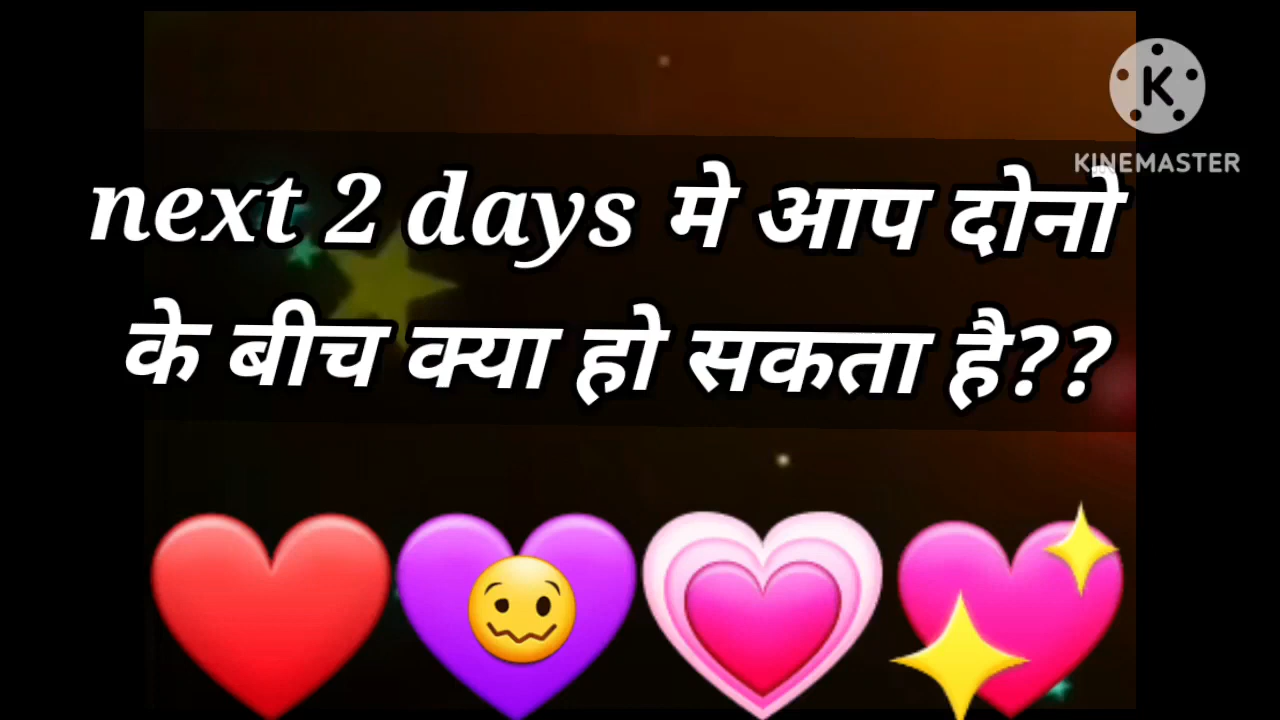 K
KINEMASTER
next 2 days मे आप दोनो
के बीच क्या हो सकता है??